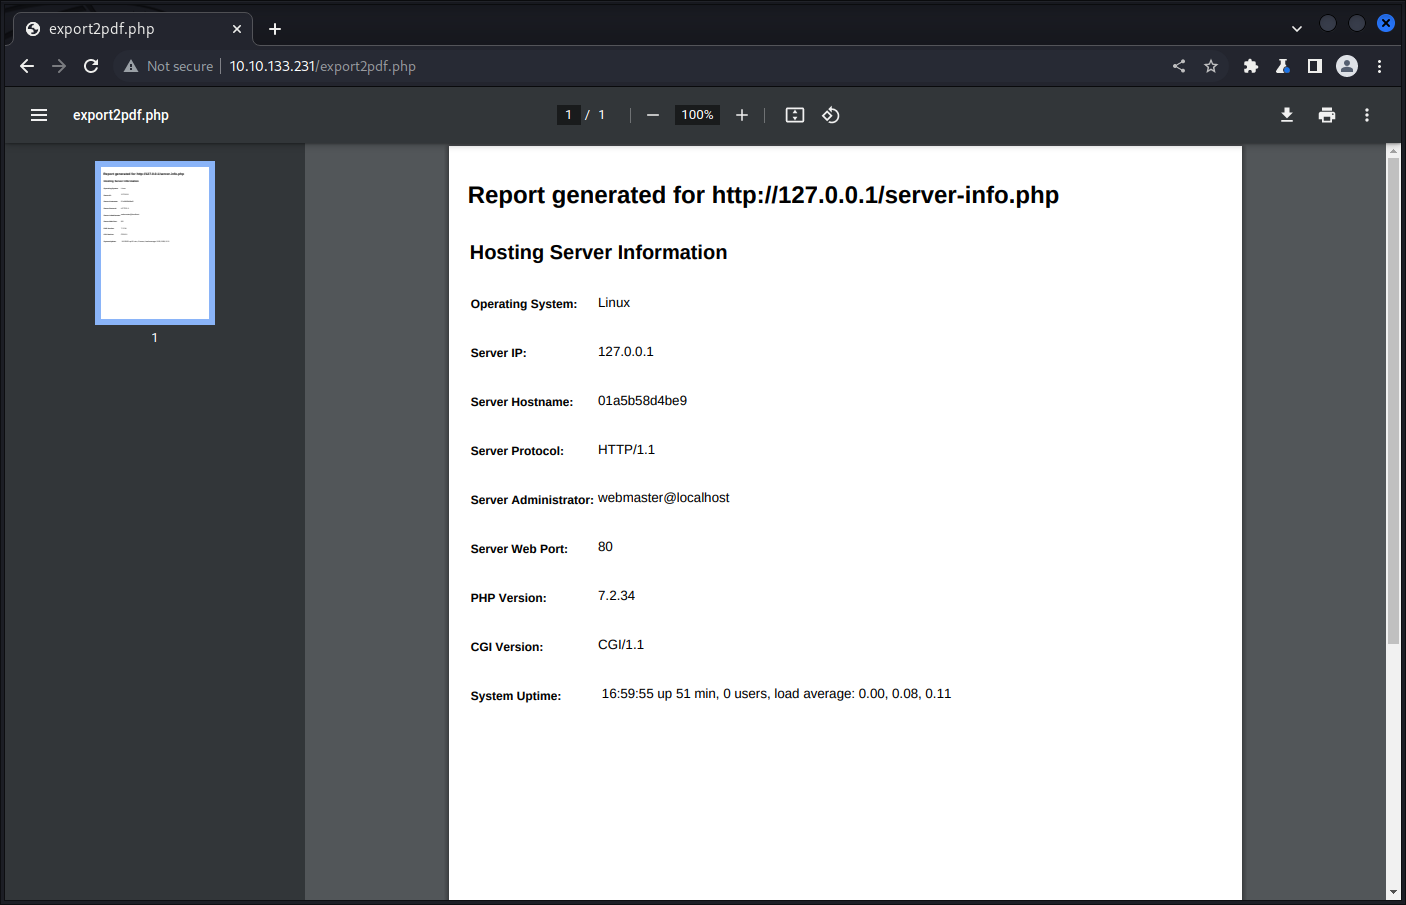 export2pdf.php
Not secure 10.10.133.231/export2pdf.php
export2pdf.php 1 / 1 100%
1
Report generated for http://127.0.0.1/server-info.php
Hosting Server Information
Operating System: Linux
Server IP: 127.0.0.1
Server Hostname: 01a5b58d4be9
Server Protocol: HTTP/1.1
Server Administrator: webmaster@localhost
Server Web Port: 80
PHP Version: 7.2.34
CGI Version: CGI/1.1
System Uptime: 16:59:55 up 51 min, 0 users, load average: 0.00, 0.08, 0.11